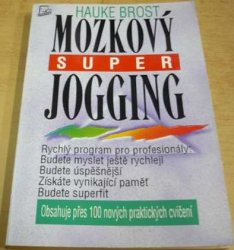 HAUKE BROST
MOZKOVÝ
SUPER
JOGGING
Rychlý program pro profesionály:
Budete myslet ještě rychleji
Budete úspěšnější
Získáte vynikající paměť
Budete superfit
Obsahuje přes 100 nových praktických cvičení